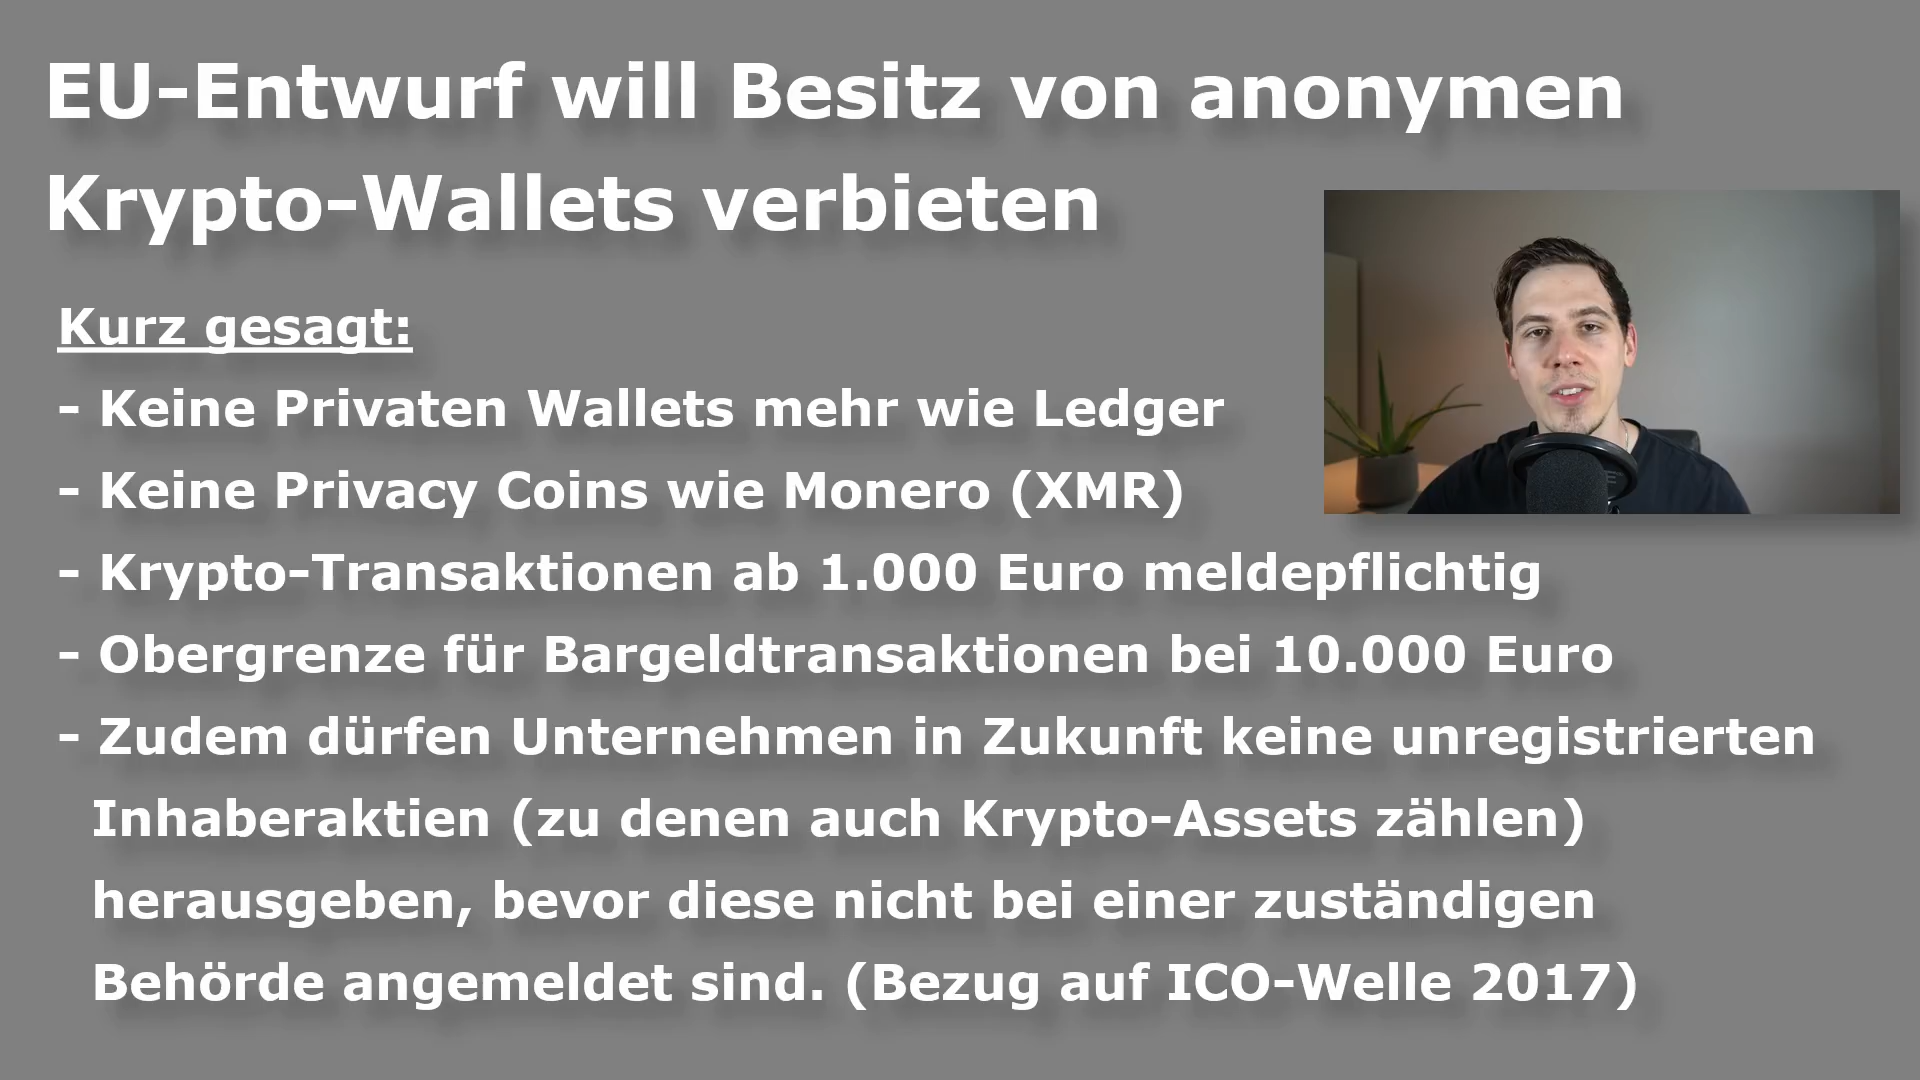 EU-Entwurf will Besitz von anonymen
Krypto-Wallets verbieten
Kurz gesagt:
- Keine Privaten Wallets mehr wie Ledger
- Keine Privacy Coins wie Monero (XMR)
- Krypto-Transaktionen ab 1.000 Euro meldepflichtig
- Obergrenze für Bargeldtransaktionen bei 10.000 Euro
- Zudem dürfen Unternehmen in Zukunft keine unregistrierten
Inhaberaktien (zu denen auch Krypto-Assets zählen)
herausgeben, bevor diese nicht bei einer zuständigen
Behörde angemeldet sind. (Bezug auf ICO-Welle 2017)